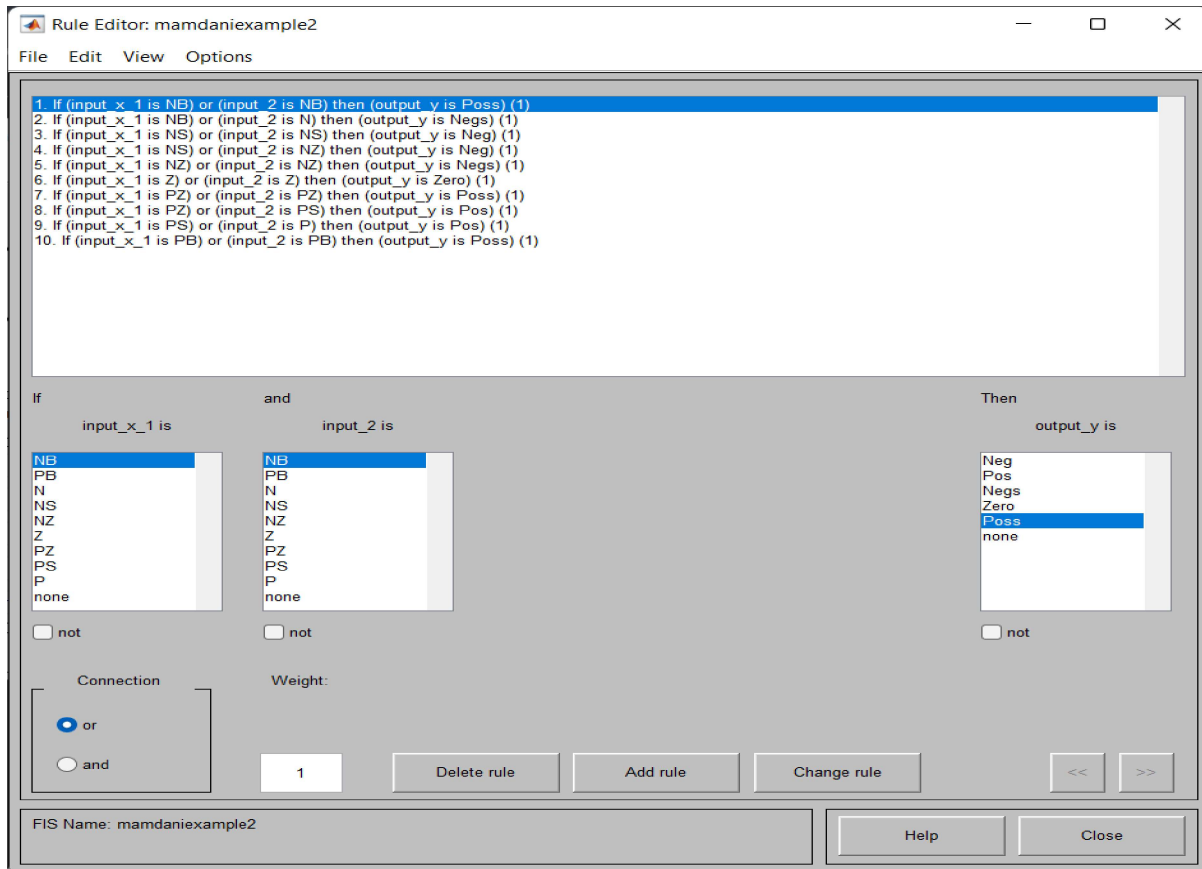 Rule Editor: mamdaniexample2
File Edit View Options
1. If (input_x_1 is NB) or (input_2 is NB) then (output_y is Poss) (1)
2. If (input_x_1 is NB) or (input_2 is N) then (output_y is Negs) (1)
3. If (input_x_1 is NS) or (input_2 is NS) then (output_y is Neg) (1)
4. If (input_x_1 is NS) or (input_2 is NZ) then (output_y is Neg) (1)
5. If (input_x_1 is NZ) or (input_2 is NZ) then (output_y is Negs) (1)
6. If (input_x_1 is Z) or (input_2 is Z) then (output_y is Zero) (1)
7. If (input_x_1 is PZ) or (input_2 is PZ) then (output_y is Poss) (1)
8. If (input_x_1 is PZ) or (input_2 is PS) then (output_y is Pos) (1)
9. If (input_x_1 is PS) or (input_2 is P) then (output_y is Pos) (1)
10. If (input_x_1 is PB) or (input_2 is PB) then (output_y is Poss) (1)
If and Then
input_x_1 is input_2 is output_y is
NB NB Neg
PB PB Pos
N N Negs
NS NS Zero
NZ NZ Poss
Z Z none
PZ PZ
PS PS
P P
none none
not not not
Connection Weight:
or
and 1 Delete rule Add rule Change rule << >>
FIS Name: mamdaniexample2 Help Close